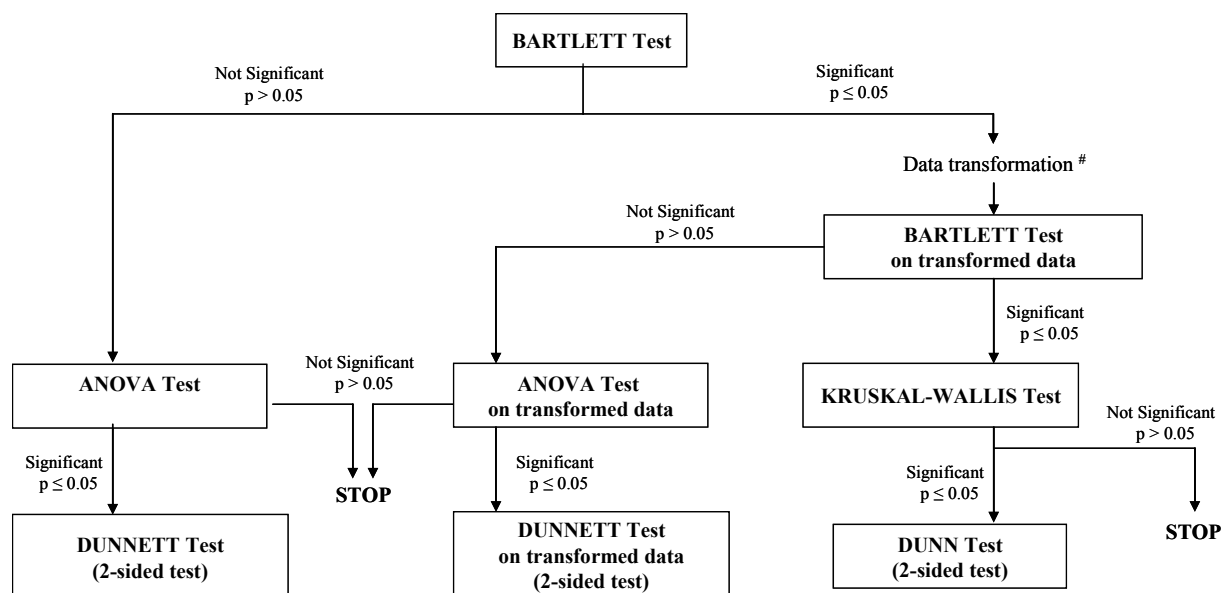 BARTLETT Test
Not Significant
p > 0.05
Significant
p ≤ 0.05
Data transformation #
Not Significant
p > 0.05
BARTLETT Test
on transformed data
Significant
p ≤ 0.05
ANOVA Test
Not Significant
p > 0.05
ANOVA Test
on transformed data
KRUSKAL-WALLIS Test
Not Significant
p > 0.05
Significant
p ≤ 0.05
STOP
Significant
p ≤ 0.05
Significant
p ≤ 0.05
STOP
DUNNETT Test
(2-sided test)
DUNNETT Test
on transformed data
(2-sided test)
DUNN Test
(2-sided test)